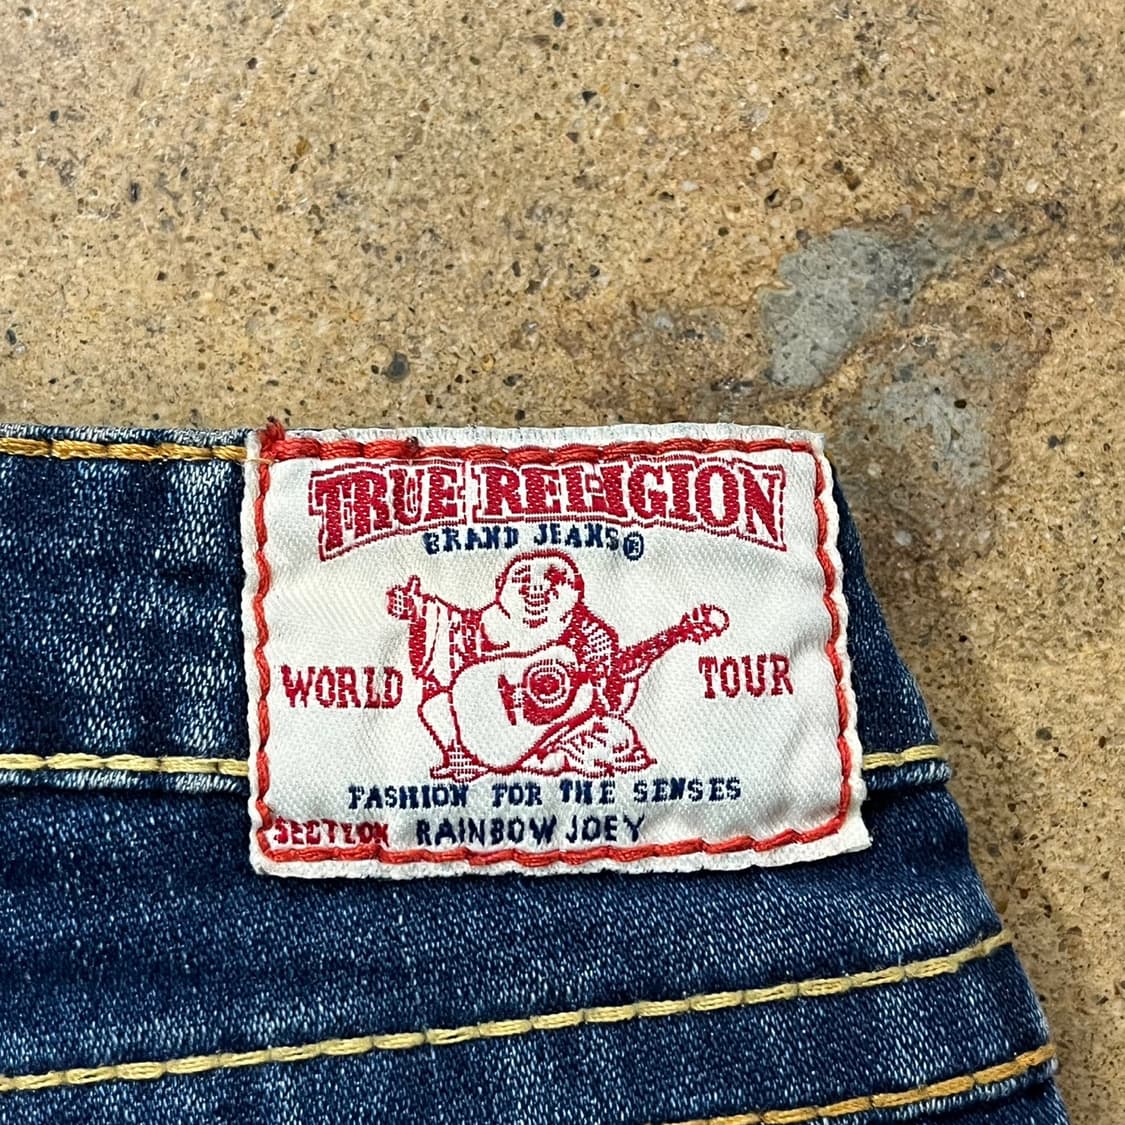 TRUE RELIGION
BRAND JEANS®
WORLD TOUR
FASHION FOR THE SENSES
SECTION RAINBOW JOEY